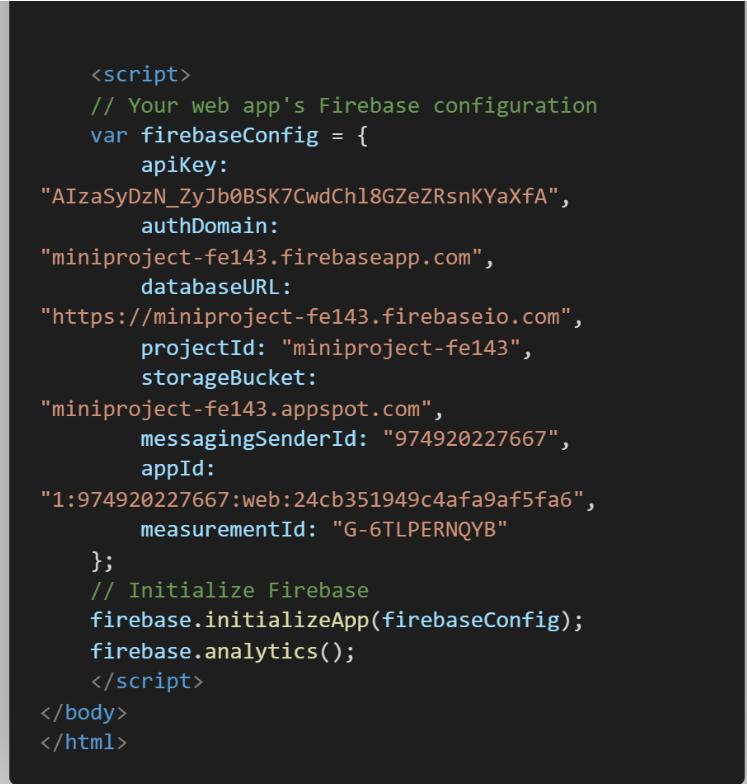 <script>
// Your web app's Firebase configuration
var firebaseConfig = {
apiKey:
"AIzaSyDzN_ZyJb0BSK7CwdChl8GZeZRsnKYaXfA",
authDomain:
"miniproject-fe143.firebaseapp.com",
databaseURL:
"https://miniproject-fe143.firebaseio.com",
projectId: "miniproject-fe143",
storageBucket:
"miniproject-fe143.appspot.com",
messagingSenderId: "974920227667",
appId:
"1:974920227667:web:24cb351949c4afa9af5fa6",
measurementId: "G-6TLPERNQYB"
};
// Initialize Firebase
firebase.initializeApp(firebaseConfig);
firebase.analytics();
</script>
</body>
</html>